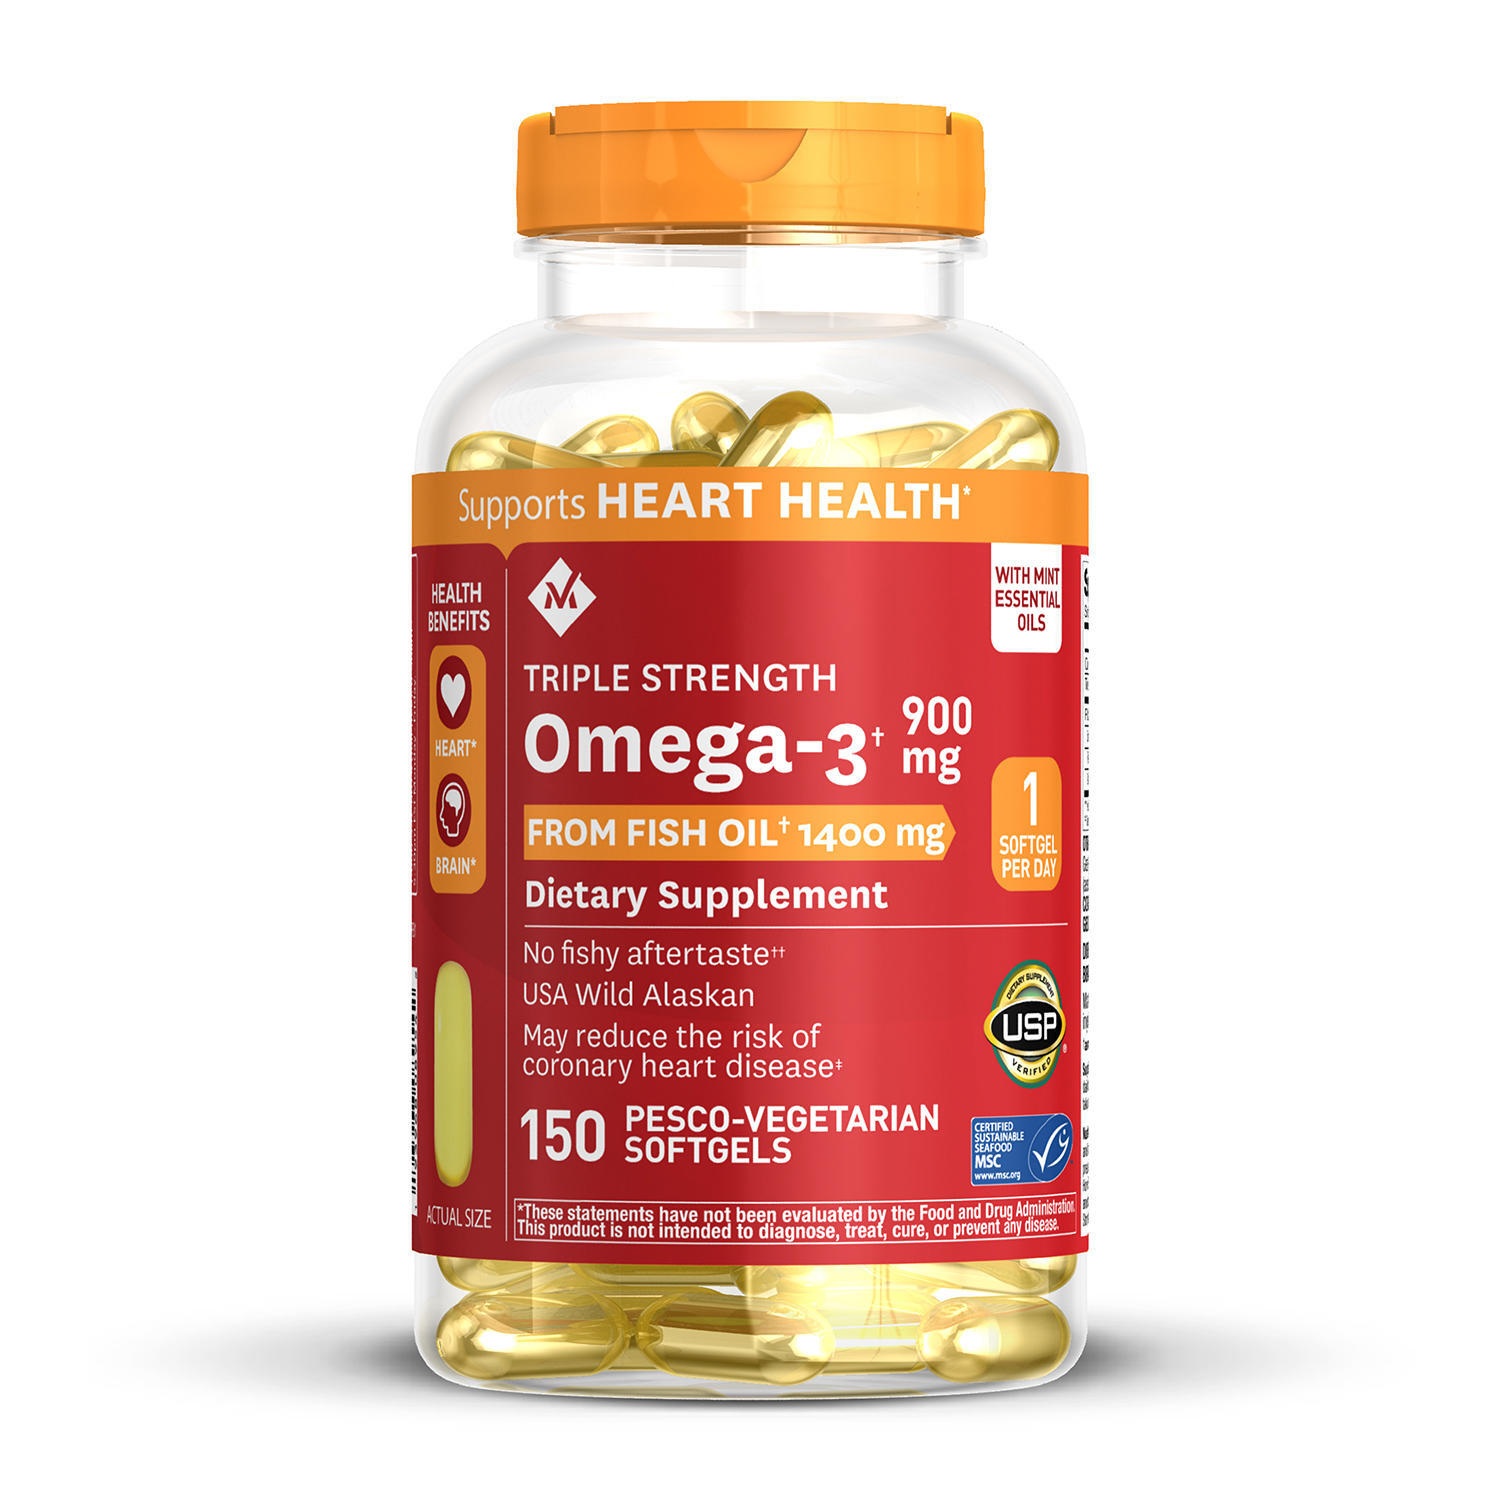 Supports HEART HEALTH*
HEALTH
BENEFITS
HEART*
BRAIN*
ACTUAL SIZE
WITH MINT
ESSENTIAL
OILS
TRIPLE STRENGTH
Omega-3† 900 mg
FROM FISH OIL† 1400 mg
1
SOFTGEL
PER DAY
Dietary Supplement
No fishy aftertaste††
USA Wild Alaskan
May reduce the risk of
coronary heart disease‡
DIETARY SUPPLEMENT
USP
VERIFIED
150 PESCO-VEGETARIAN
SOFTGELS
CERTIFIED
SUSTAINABLE
SEAFOOD
MSC
www.msc.org
*These statements have not been evaluated by the Food and Drug Administration.
This product is not intended to diagnose, treat, cure, or prevent any disease.